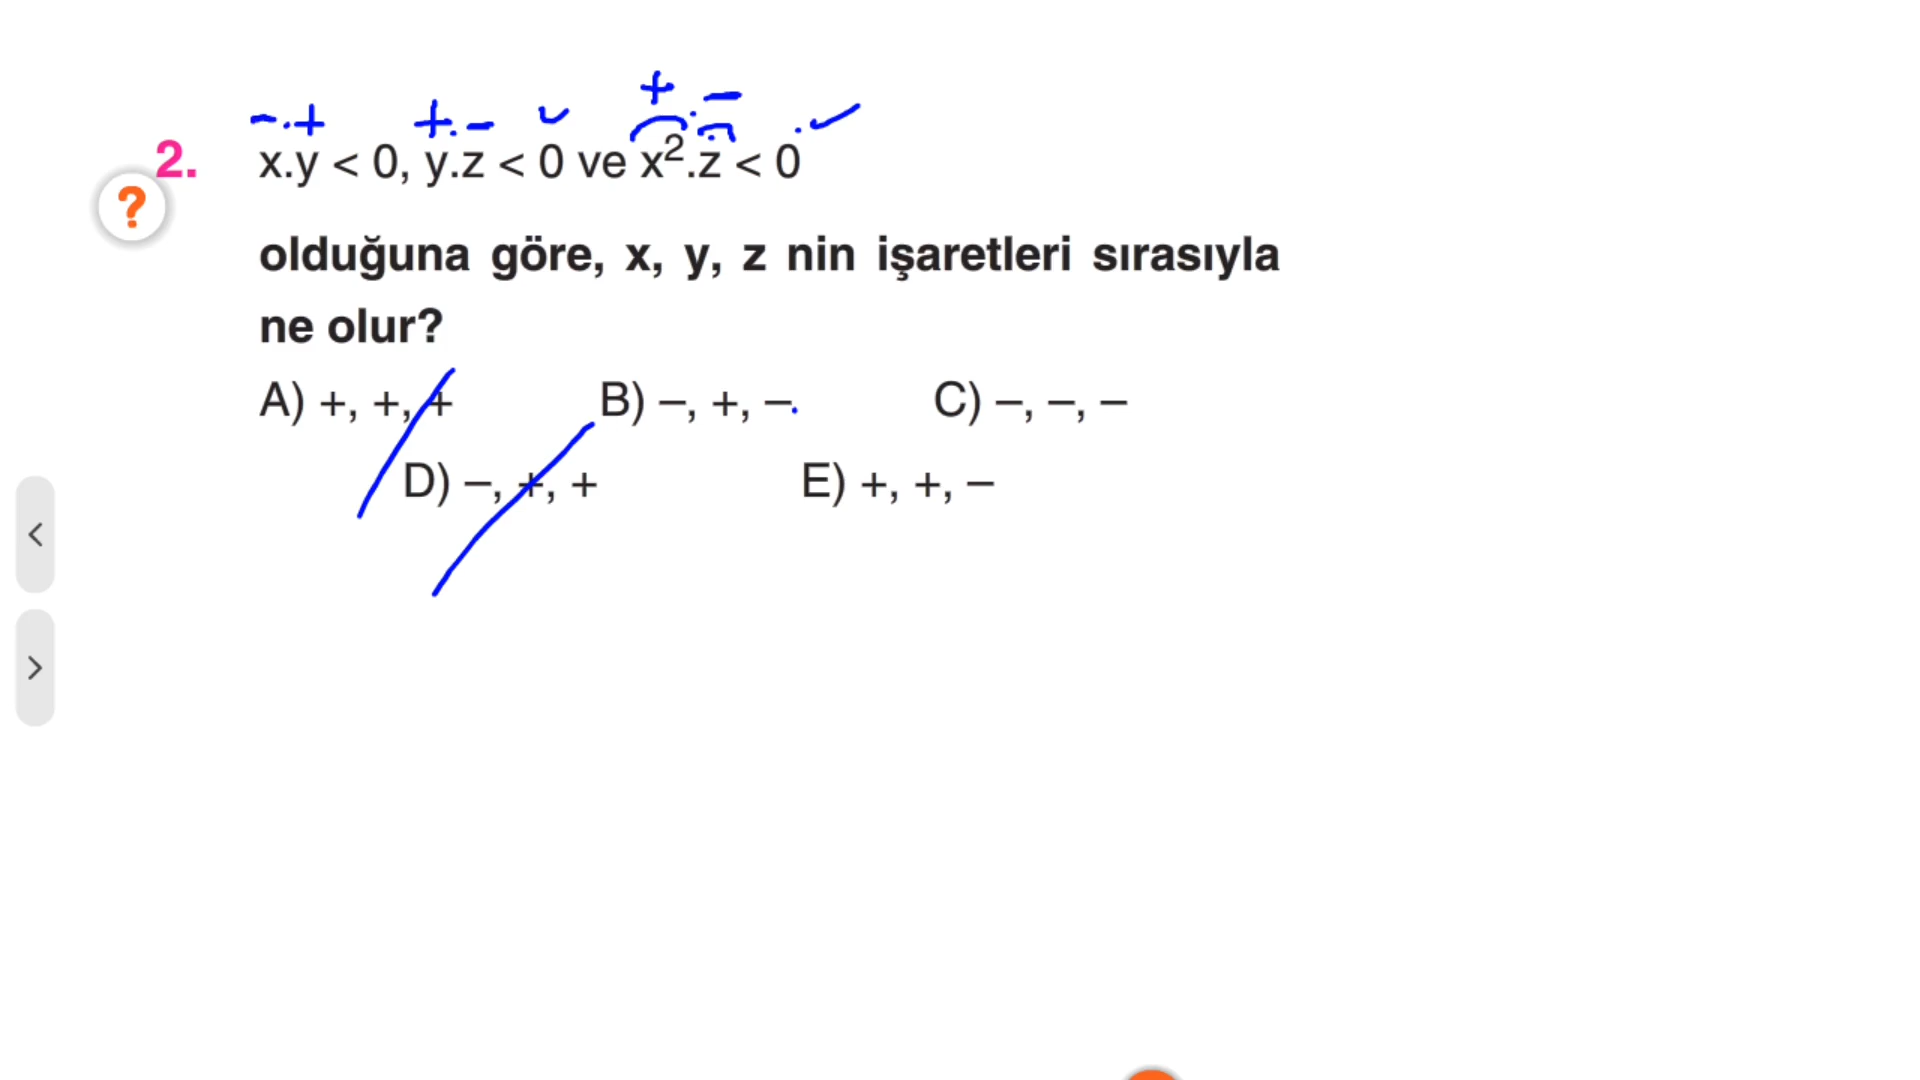 - . + + . - + . -
2. x.y < 0, y.z < 0 ve x².z < 0
?
olduğuna göre, x, y, z nin işaretleri sırasıyla
ne olur?
A) +, +, + B) –, +, – C) –, –, –
D) –, +, + E) +, +, –
<
>